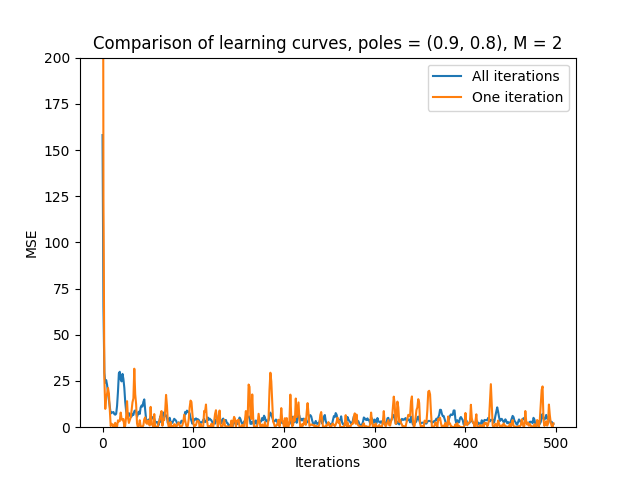 Comparison of learning curves, poles = (0.9, 0.8), M = 2
All iterations
One iteration
200
175
150
125
100
75
50
25
0
MSE
0 100 200 300 400 500
Iterations